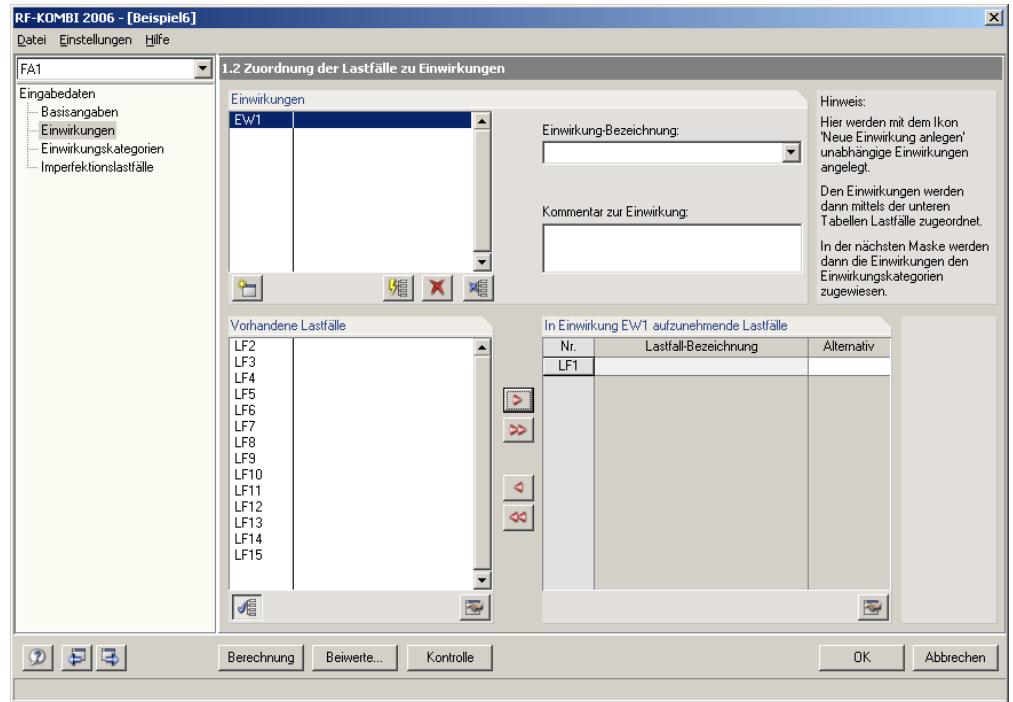 RF-KOMBI 2006 - [Beispiel6]
Datei Einstellungen Hilfe
FA1
1.2 Zuordnung der Lastfälle zu Einwirkungen
Eingabedaten
Basisangaben
Einwirkungen
Einwirkungskategorien
Imperfektionslastfälle
Einwirkungen
EW1
Einwirkung-Bezeichnung:
Kommentar zur Einwirkung:
Hinweis:
Hier werden mit dem Ikon
'Neue Einwirkung anlegen'
unabhängige Einwirkungen
angelegt.
Den Einwirkungen werden
dann mittels der unteren
Tabellen Lastfälle zugeordnet.
In der nächsten Maske werden
dann die Einwirkungen den
Einwirkungskategorien
zugewiesen.
Vorhandene Lastfälle
LF2
LF3
LF4
LF5
LF6
LF7
LF8
LF9
LF10
LF11
LF12
LF13
LF14
LF15
In Einwirkung EW1 aufzunehmende Lastfälle
Nr. Lastfall-Bezeichnung Alternativ
LF1
Berechnung Beiwerte... Kontrolle OK Abbrechen